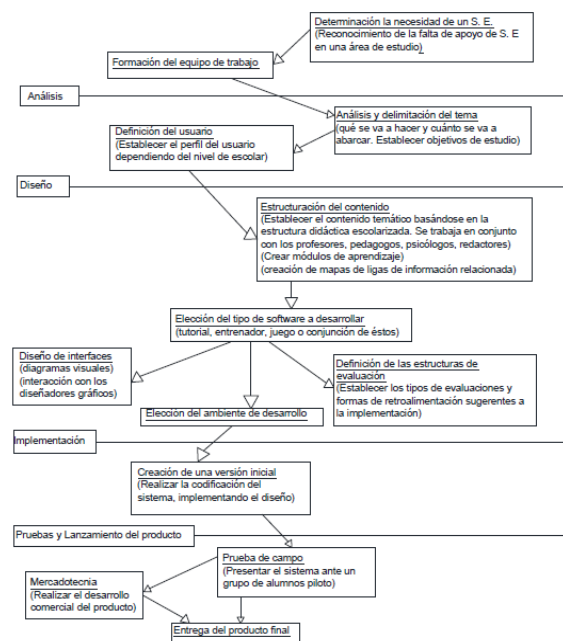 Determinación la necesidad de un S. E.
(Reconocimiento de la falta de apoyo de S. E
en una área de estudio)
Formación del equipo de trabajo
Análisis
Análisis y delimitación del tema
(qué se va a hacer y cuánto se va a
abarcar. Establecer objetivos de estudio)
Definición del usuario
(Establecer el perfil del usuario
dependiendo del nivel de escolar)
Diseño
Estructuración del contenido
(Establecer el contenido temático basándose en la
estructura didáctica escolarizada. Se trabaja en conjunto
con los profesores, pedagogos, psicólogos, redactores)
(Crear módulos de aprendizaje)
(creación de mapas de ligas de información relacionada)
Elección del tipo de software a desarrollar
(tutorial, entrenador, juego o conjunción de éstos)
Diseño de interfaces
(diagramas visuales)
(interacción con los
diseñadores gráficos)
Definición de las estructuras de
evaluación
(Establecer los tipos de evaluaciones y
formas de retroalimentación sugerentes a
la implementación)
Elección del ambiente de desarrollo
Implementación
Creación de una versión inicial
(Realizar la codificación del
sistema, implementando el diseño)
Pruebas y Lanzamiento del producto
Prueba de campo
(Presentar el sistema ante un
grupo de alumnos piloto)
Mercadotecnia
(Realizar el desarrollo
comercial del producto)
Entrega del producto final